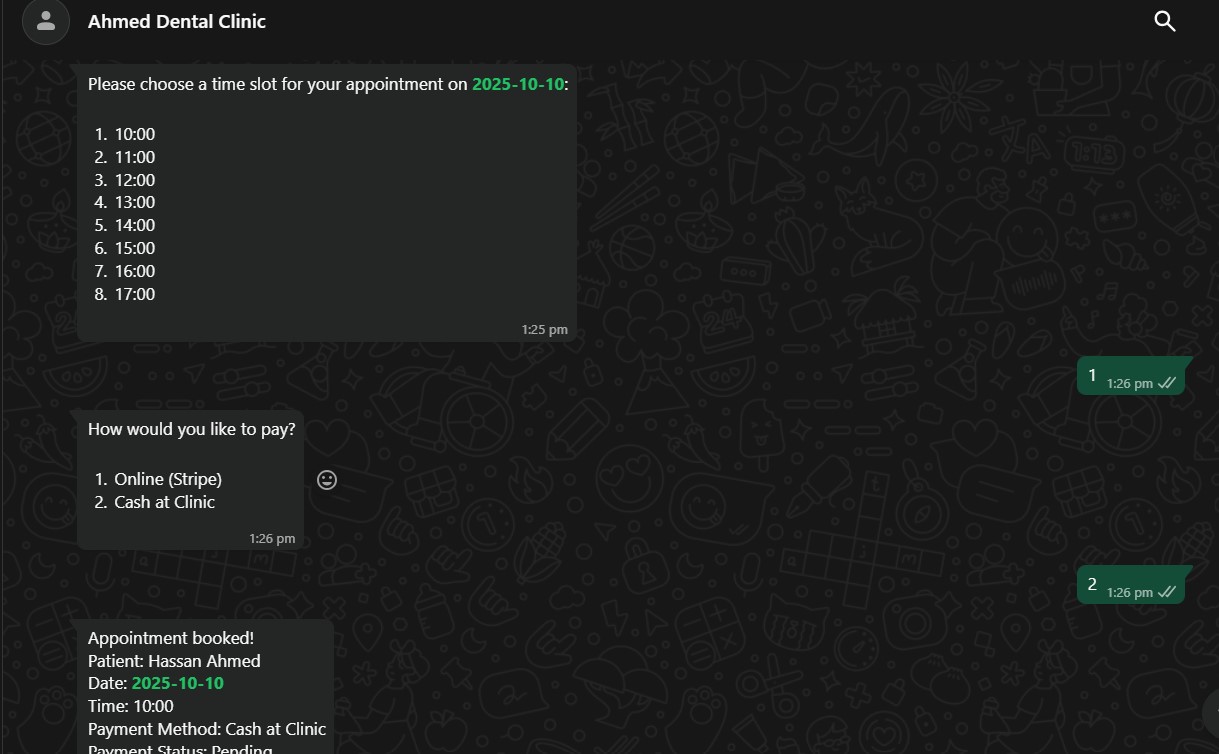 Ahmed Dental Clinic
Please choose a time slot for your appointment on 2025-10-10:
1. 10:00
2. 11:00
3. 12:00
4. 13:00
5. 14:00
6. 15:00
7. 16:00
8. 17:00
1:25 pm
1
1:26 pm
How would you like to pay?
1. Online (Stripe)
2. Cash at Clinic
1:26 pm
2
1:26 pm
Appointment booked!
Patient: Hassan Ahmed
Date: 2025-10-10
Time: 10:00
Payment Method: Cash at Clinic
Payment Status: Pending